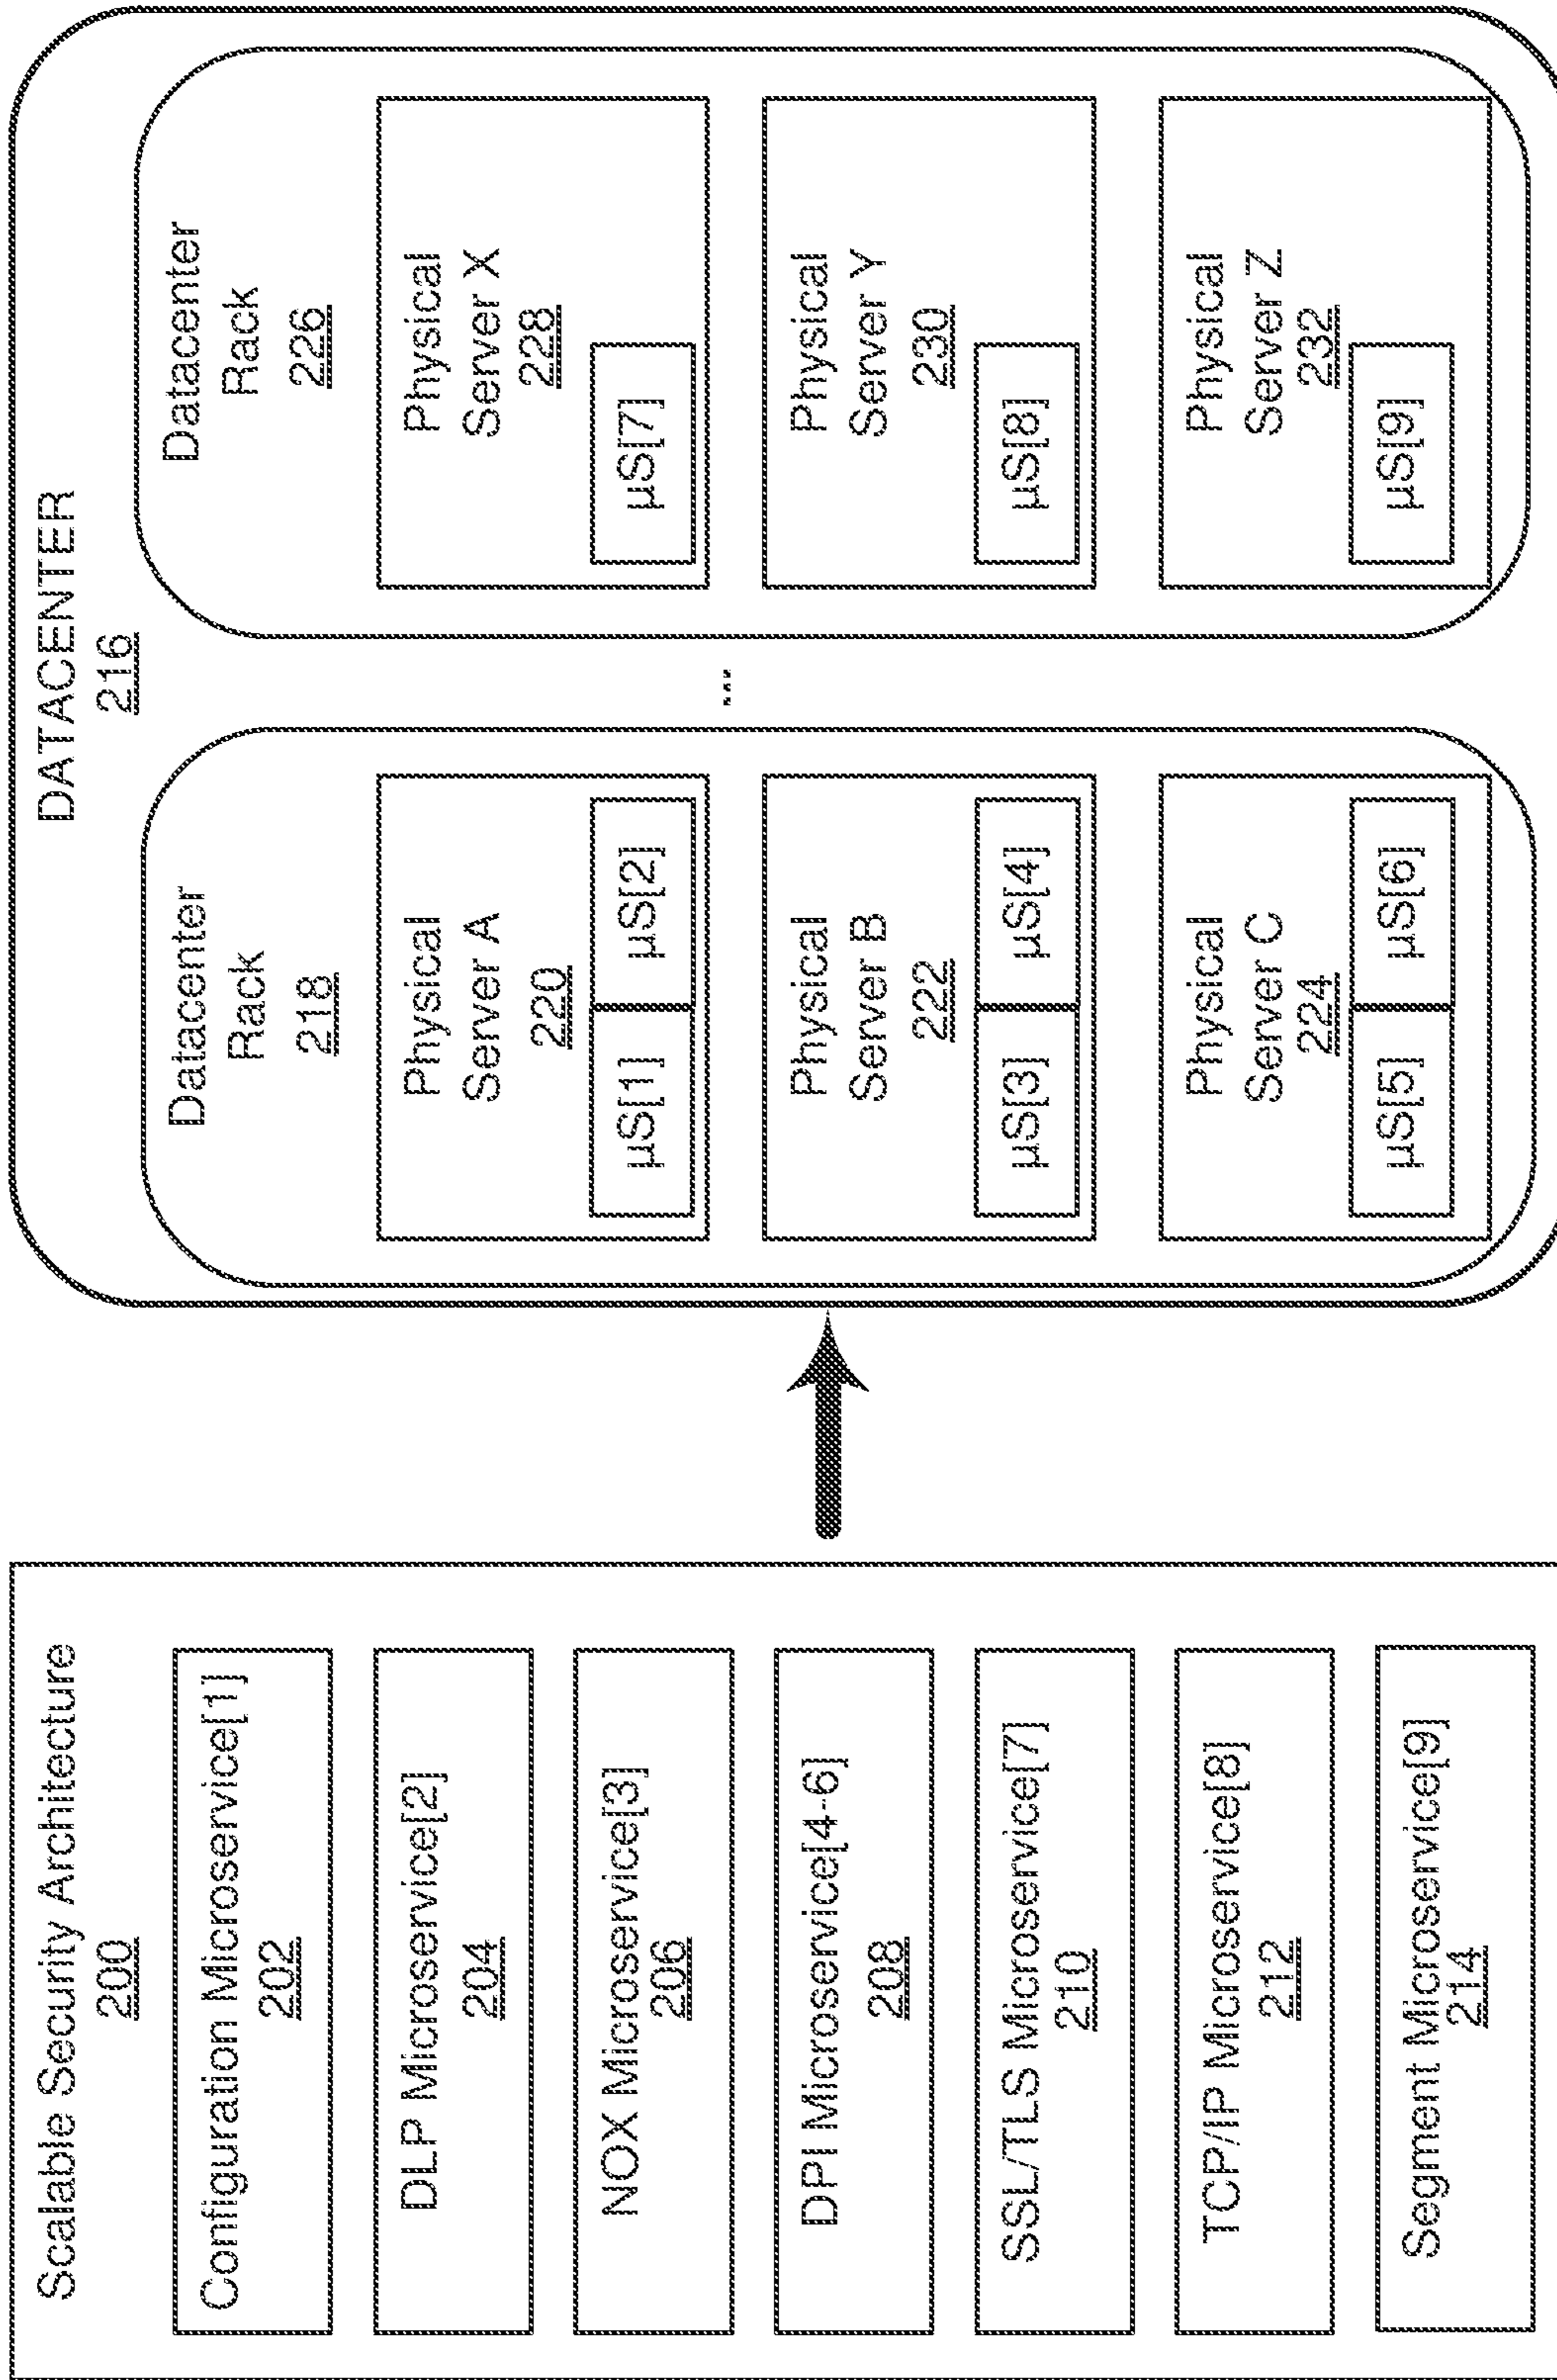 Scalable Security Architecture
200
Configuration Microservice[1]
202
DLP Microservice[2]
204
NOX Microservice[3]
206
DPI Microservice[4-6]
208
SSL/TLS Microservice[7]
210
TCP/IP Microservice[8]
212
Segment Microservice[9]
214
DATACENTER
216
Datacenter
Rack
218
Physical
Server A
220
µS[1]
µS[2]
Physical
Server B
222
µS[3]
µS[4]
Physical
Server C
224
µS[5]
µS[6]
...
Datacenter
Rack
226
Physical
Server X
228
µS[7]
Physical
Server Y
230
µS[8]
Physical
Server Z
232
µS[9]